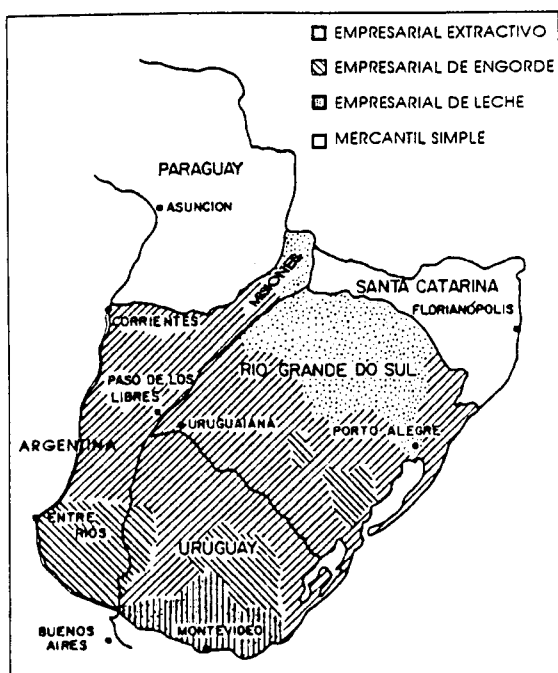 EMPRESARIAL EXTRACTIVO
EMPRESARIAL DE ENGORDE
EMPRESARIAL DE LECHE
MERCANTIL SIMPLE
PARAGUAY
ASUNCION
MISIONES
SANTA CATARINA
FLORIANÓPOLIS
CORRIENTES
RIO GRANDE DO SUL
PASO DE LOS
LIBRES
URUGUAIANA
PORTO ALEGRE
ARGENTINA
ENTRE
RIOS
URUGUAY
BUENOS
AIRES
MONTEVIDEO